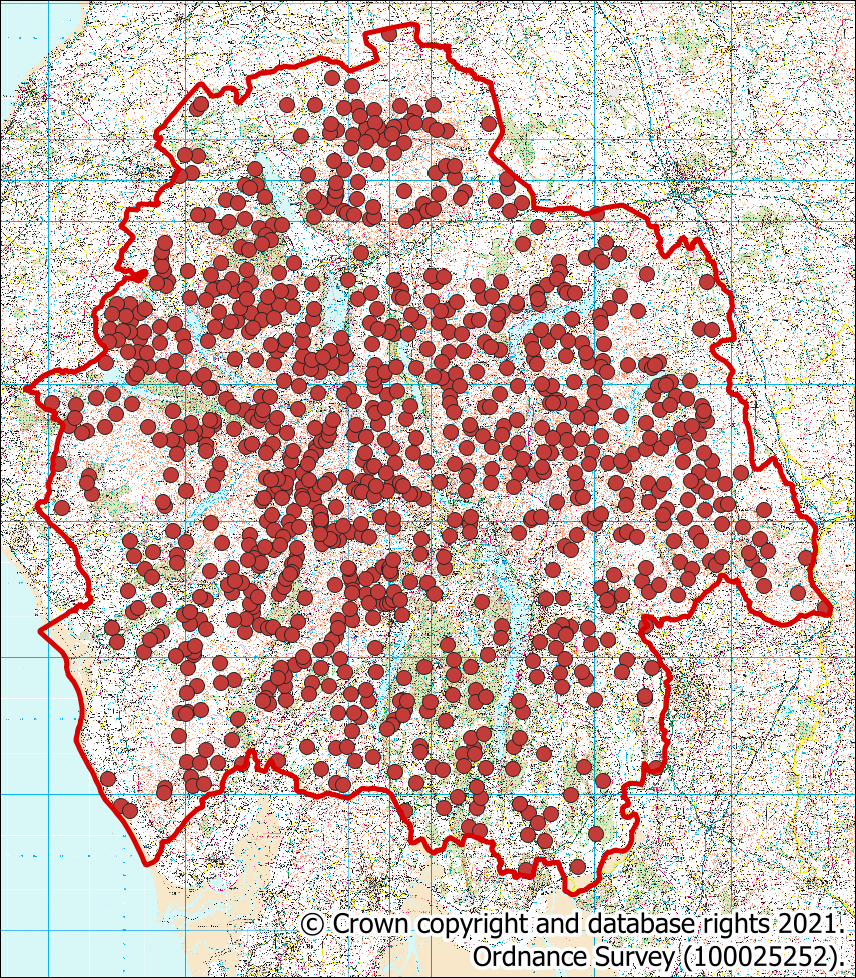 © Crown copyright and database rights 2021.
Ordnance Survey (100025252).